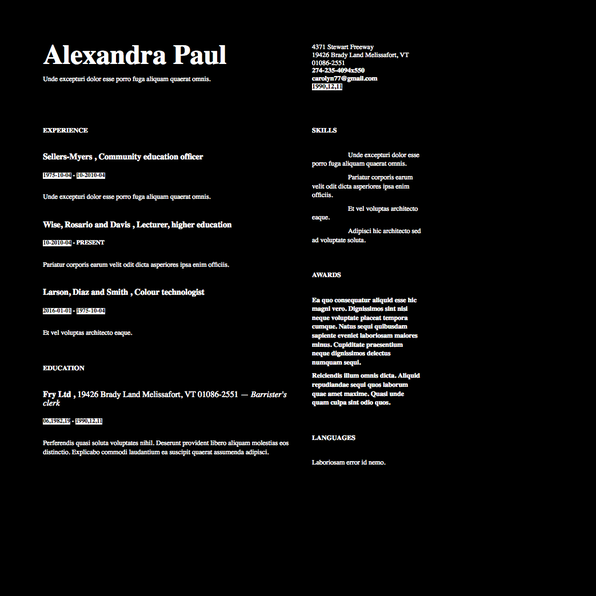 Alexandra Paul
Unde excepturi dolor esse porro fuga aliquam quaerat omnis.
4371 Stewart Freeway
19426 Brady Land Melissafort, VT
01086-2551
274-235-4094x550
carolyn77@gmail.com
1990.12.11
EXPERIENCE
Sellers-Myers , Community education officer
1975-10-04 - 10-2010-04
Unde excepturi dolor esse porro fuga aliquam quaerat omnis.
Wise, Rosario and Davis , Lecturer, higher education
10-2010-04 - PRESENT
Pariatur corporis earum velit odit dicta asperiores ipsa enim officiis.
Larson, Diaz and Smith , Colour technologist
2016-01-01 - 1975-10-04
Et vel voluptas architecto eaque.
EDUCATION
Fry Ltd , 19426 Brady Land Melissafort, VT 01086-2551 — Barrister's
clerk
06.1982.19 - 1990.12.11
Perferendis quasi soluta voluptates nihil. Deserunt provident libero aliquam molestias eos
distinctio. Explicabo commodi laudantium ea suscipit quaerat assumenda adipisci.
SKILLS
Unde excepturi dolor esse
porro fuga aliquam quaerat omnis.
Pariatur corporis earum
velit odit dicta asperiores ipsa enim
officiis.
Et vel voluptas architecto
eaque.
Adipisci hic architecto sed
ad voluptate soluta.
AWARDS
Ea quo consequatur aliquid esse hic
magni vero. Dignissimos sint nisi
neque voluptate placeat tempora
cumque. Natus sequi quibusdam
sapiente eveniet laboriosam maiores
minus. Cupiditate praesentium
neque dignissimos delectus
numquam sequi.
Reiciendis illum omnis dicta. Aliquid
repudiandae sequi quos laborum
quae amet maxime. Quasi unde
quam culpa sint odio quos.
LANGUAGES
Laboriosam error id nemo.